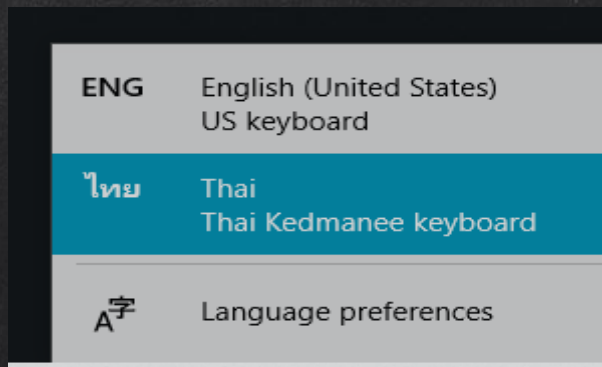 ENG English (United States)
US keyboard
ไทย Thai
Thai Kedmanee keyboard
A字 Language preferences